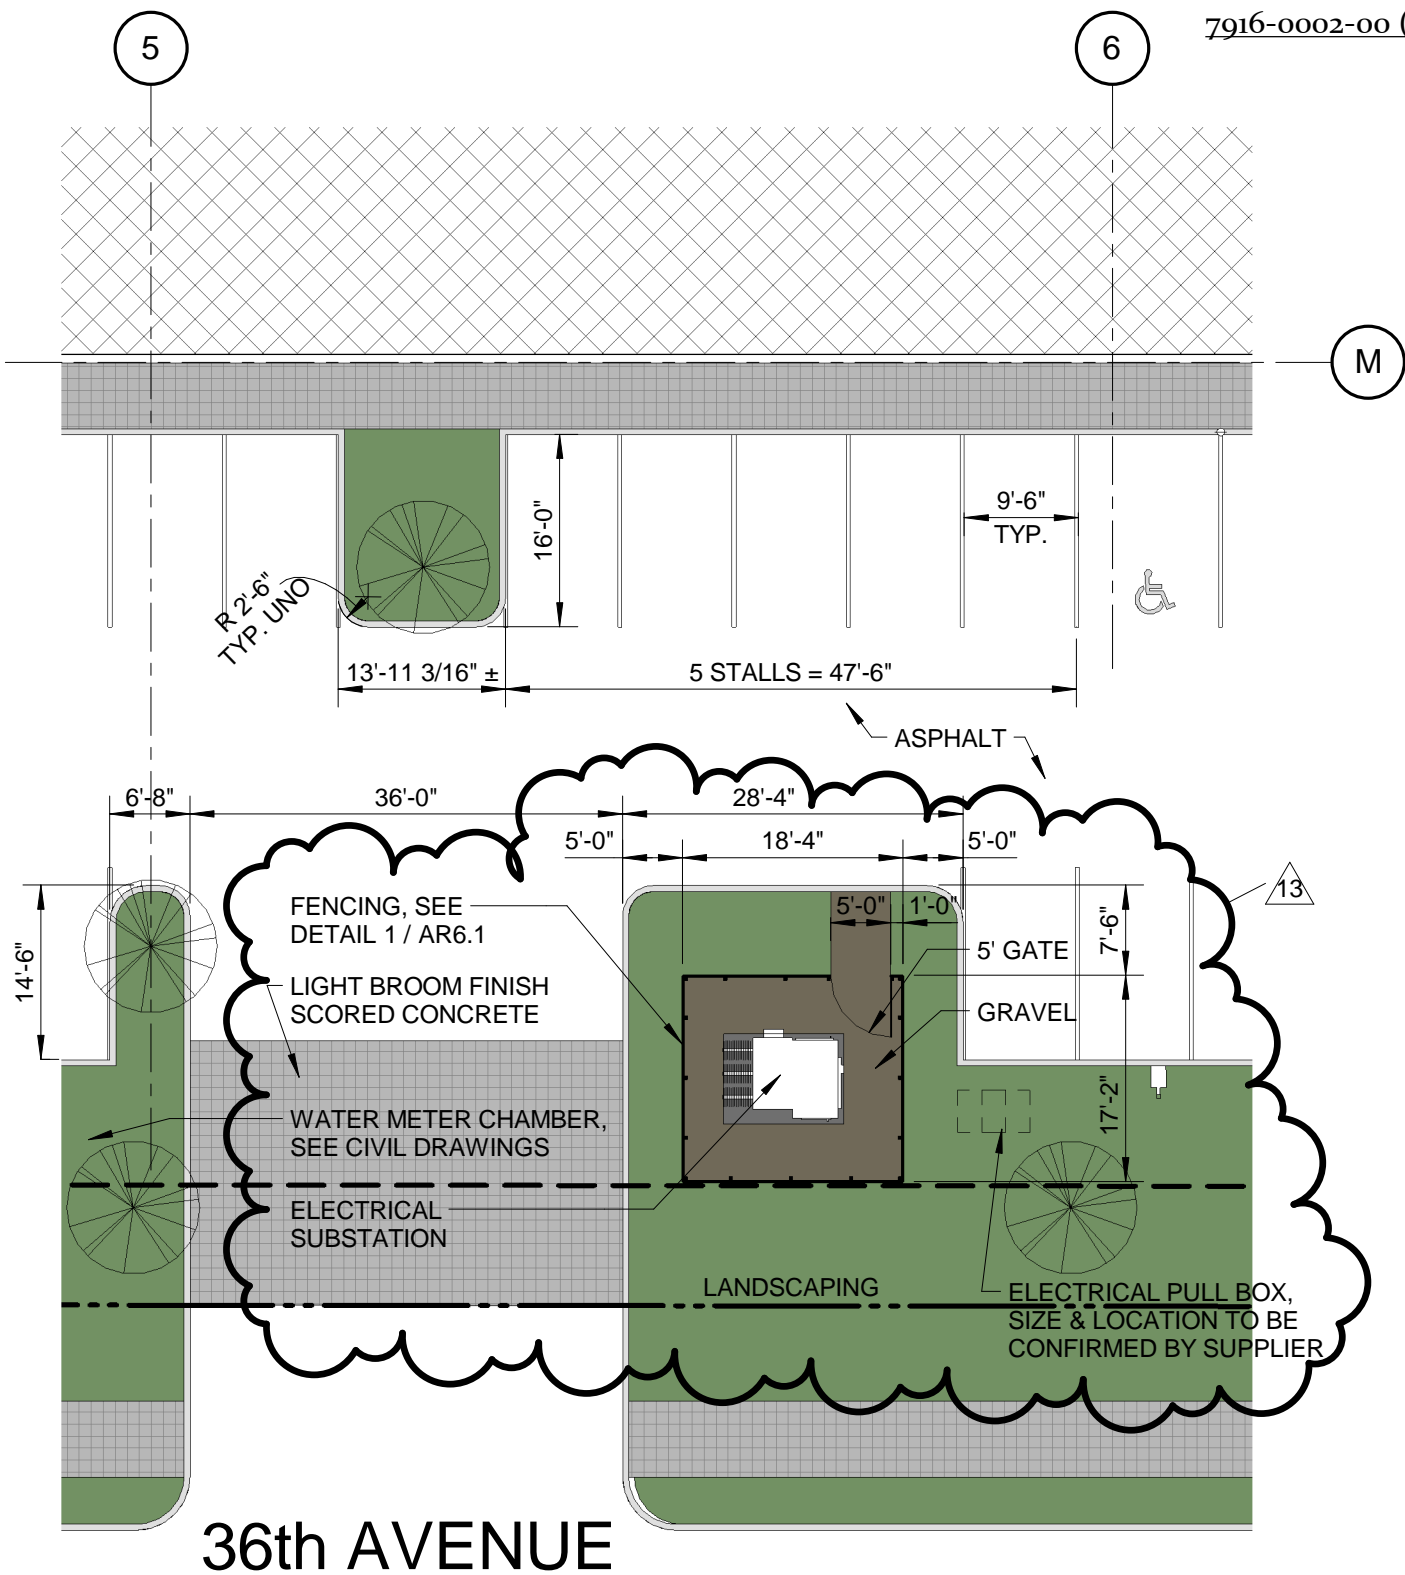 7916-0002-00 (
5
6
M
16'-0"
9'-6"
TYP.
R 2'-6"
TYP. UNO
13'-11 3/16" ±
5 STALLS = 47'-6"
ASPHALT
6'-8"
36'-0"
28'-4"
5'-0"
18'-4"
5'-0"
13
14'-6"
FENCING, SEE
DETAIL 1 / AR6.1
5'-0"
1'-0"
7'-6"
5' GATE
LIGHT BROOM FINISH
SCORED CONCRETE
GRAVEL
17'-2"
WATER METER CHAMBER,
SEE CIVIL DRAWINGS
ELECTRICAL
SUBSTATION
LANDSCAPING
ELECTRICAL PULL BOX,
SIZE & LOCATION TO BE
CONFIRMED BY SUPPLIER
36th AVENUE